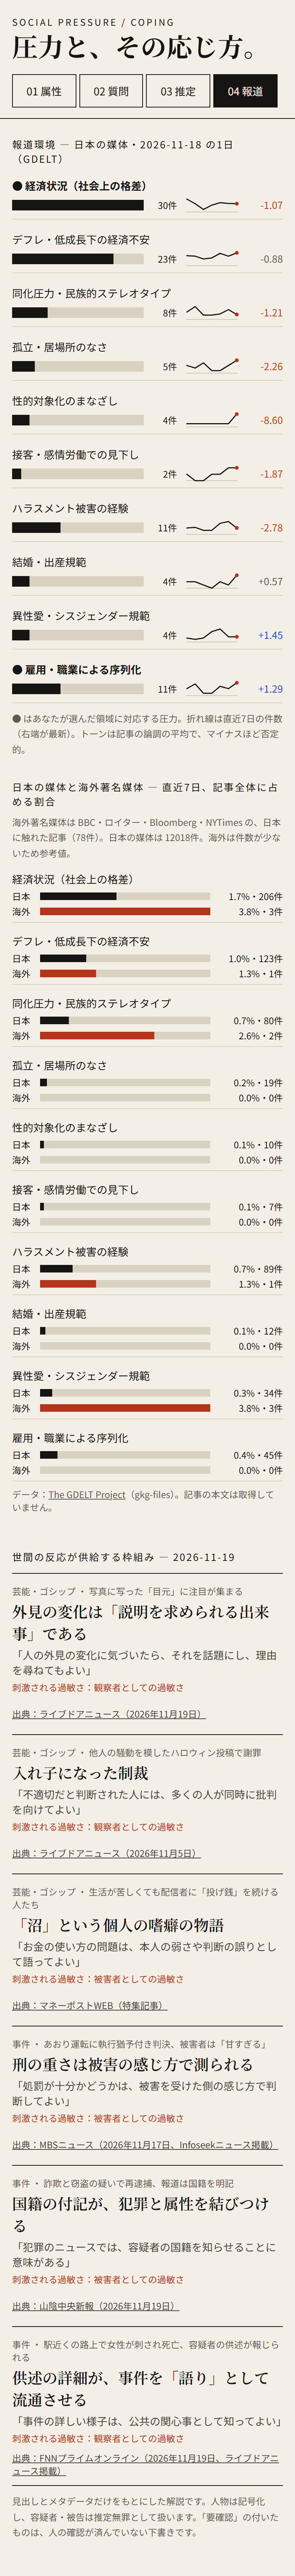 SOCIAL PRESSURE / COPING
圧力と、その応じ方。
01 属性
02 質問
03 推定
04 報道
報道環境 — 日本の媒体・2026-11-18 の1日
（GDELT）
● 経済状況（社会上の格差）
30件
-1.07
デフレ・低成長下の経済不安
23件
-0.88
同化圧力・民族的ステレオタイプ
8件
-1.21
孤立・居場所のなさ
5件
-2.26
性的対象化のまなざし
4件
-8.60
接客・感情労働での見下し
2件
-1.87
ハラスメント被害の経験
11件
-2.78
結婚・出産規範
4件
+0.57
異性愛・シスジェンダー規範
4件
+1.45
● 雇用・職業による序列化
11件
+1.29
● はあなたが選んだ領域に対応する圧力。折れ線は直近7日の件数
（右端が最新）。トーンは記事の論調の平均で、マイナスほど否定
的。
日本の媒体と海外著名媒体 — 直近7日、記事全体に占
める割合
海外著名媒体は BBC・ロイター・Bloomberg・NYTimes の、日本
に触れた記事（78件）。日本の媒体は 12018件。海外は件数が少な
いため参考値。
経済状況（社会上の格差）
日本
1.7%・206件
海外
3.8%・3件
デフレ・低成長下の経済不安
日本
1.0%・123件
海外
1.3%・1件
同化圧力・民族的ステレオタイプ
日本
0.7%・80件
海外
2.6%・2件
孤立・居場所のなさ
日本
0.2%・19件
海外
0.0%・0件
性的対象化のまなざし
日本
0.1%・10件
海外
0.0%・0件
接客・感情労働での見下し
日本
0.1%・7件
海外
0.0%・0件
ハラスメント被害の経験
日本
0.7%・89件
海外
1.3%・1件
結婚・出産規範
日本
0.1%・12件
海外
0.0%・0件
異性愛・シスジェンダー規範
日本
0.3%・34件
海外
3.8%・3件
雇用・職業による序列化
日本
0.4%・45件
海外
0.0%・0件
データ：The GDELT Project（gkg-files）。記事の本文は取得して
いません。
世間の反応が供給する枠組み — 2026-11-19
芸能・ゴシップ ・ 写真に写った「目元」に注目が集まる
外見の変化は「説明を求められる出来
事」である
「人の外見の変化に気づいたら、それを話題にし、理由
を尋ねてもよい」
刺激される過敏さ：観察者としての過敏さ
出典：ライブドアニュース（2026年11月19日）
芸能・ゴシップ ・ 他人の騒動を模したハロウィン投稿で謝罪
入れ子になった制裁
「不適切だと判断された人には、多くの人が同時に批判
を向けてよい」
刺激される過敏さ：観察者としての過敏さ
出典：ライブドアニュース（2026年11月5日）
芸能・ゴシップ ・ 生活が苦しくても配信者に「投げ銭」を続ける
人たち
「沼」という個人の嗜癖の物語
「お金の使い方の問題は、本人の弱さや判断の誤りとし
て語ってよい」
刺激される過敏さ：被害者としての過敏さ
出典：マネーポストWEB（特集記事）
事件 ・ あおり運転に執行猶予付き判決、被害者は「甘すぎる」
刑の重さは被害の感じ方で測られる
「処罰が十分かどうかは、被害を受けた側の感じ方で判
断してよい」
刺激される過敏さ：被害者としての過敏さ
出典：MBSニュース（2026年11月17日、Infoseekニュース掲載）
事件 ・ 詐欺と窃盗の疑いで再逮捕、報道は国籍を明記
国籍の付記が、犯罪と属性を結びつけ
る
「犯罪のニュースでは、容疑者の国籍を知らせることに
意味がある」
刺激される過敏さ：被害者としての過敏さ
出典：山陰中央新報（2026年11月19日）
事件 ・ 駅近くの路上で女性が刺され死亡、容疑者の供述が報じら
れる
供述の詳細が、事件を「語り」として
流通させる
「事件の詳しい様子は、公共の関心事として知ってよい」
刺激される過敏さ：被害者としての過敏さ
出典：FNNプライムオンライン（2026年11月19日、ライブドアニ
ュース掲載）
見出しとメタデータだけをもとにした解説です。人物は記号化
し、容疑者・被告は推定無罪として扱います。「要確認」の付いた
ものは、人の確認が済んでいない下書きです。